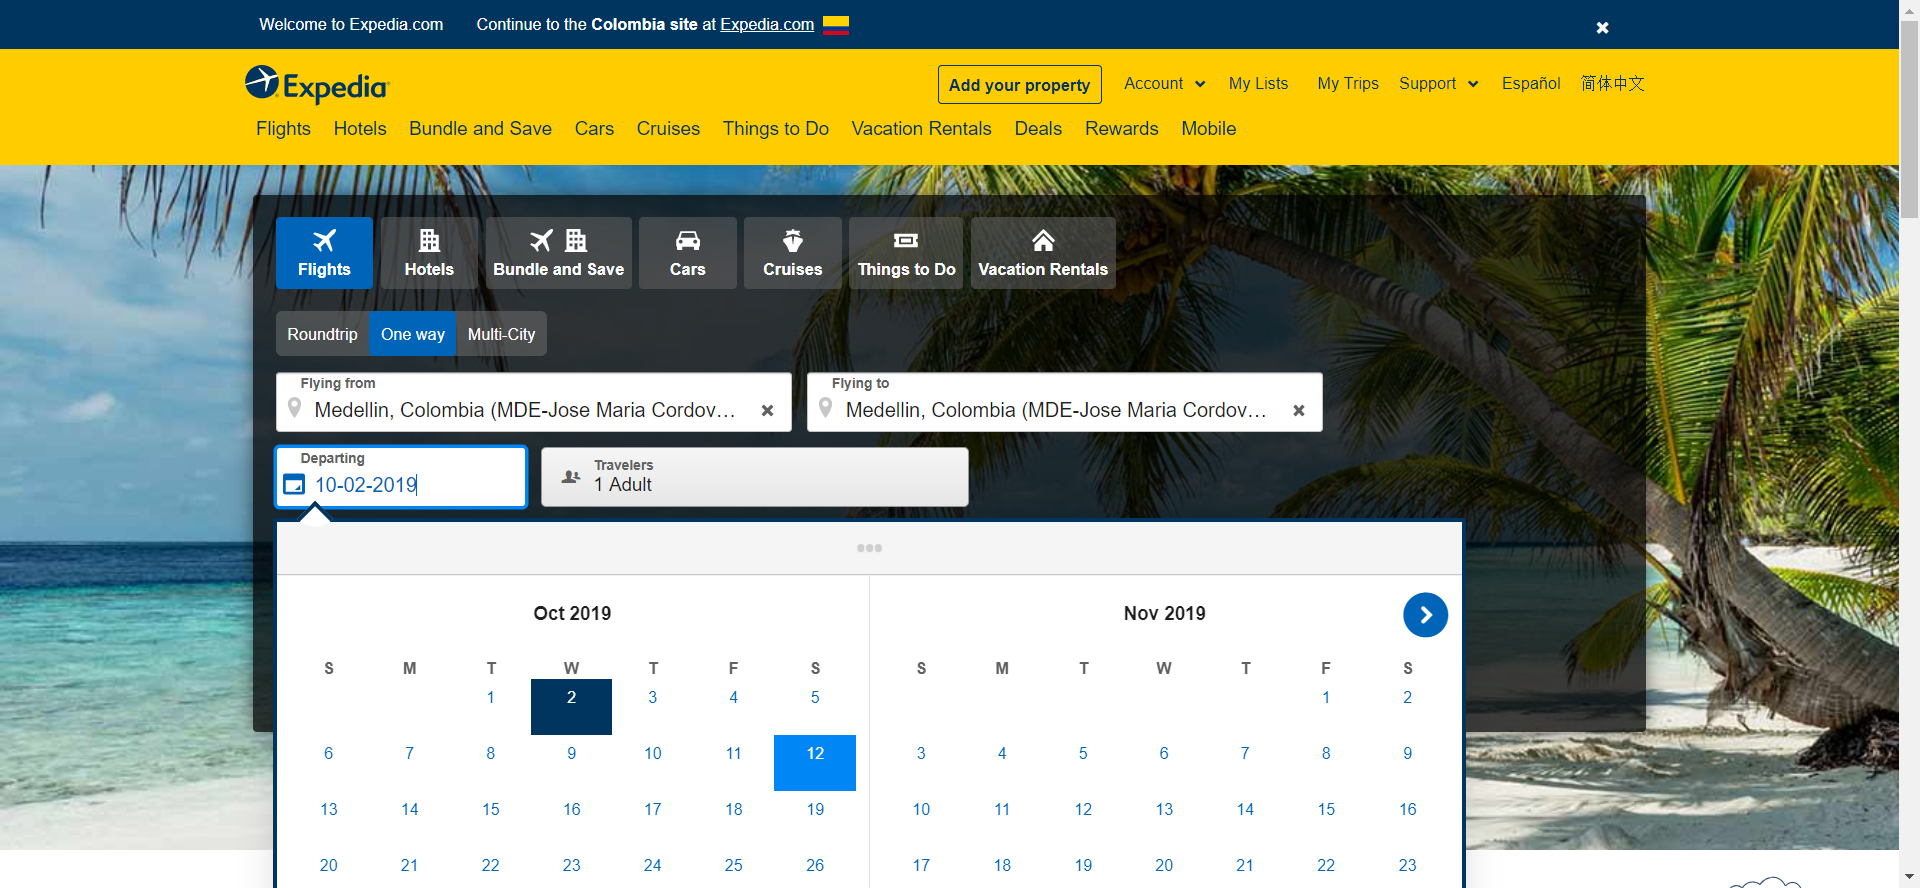 Welcome to Expedia.com Continue to the Colombia site at Expedia.com
Expedia
Add your property Account My Lists My Trips Support Español 简体中文
Flights Hotels Bundle and Save Cars Cruises Things to Do Vacation Rentals Deals Rewards Mobile
Flights Hotels Bundle and Save Cars Cruises Things to Do Vacation Rentals
Roundtrip One way Multi-City
Flying from Flying to
Medellin, Colombia (MDE-Jose Maria Cordov... Medellin, Colombia (MDE-Jose Maria Cordov...
Departing Travelers
10-02-2019 1 Adult
Oct 2019 Nov 2019
S M T W T F S S M T W T F S
1 2 3 4 5 1 2
6 7 8 9 10 11 12 3 4 5 6 7 8 9
13 14 15 16 17 18 19 10 11 12 13 14 15 16
20 21 22 23 24 25 26 17 18 19 20 21 22 23